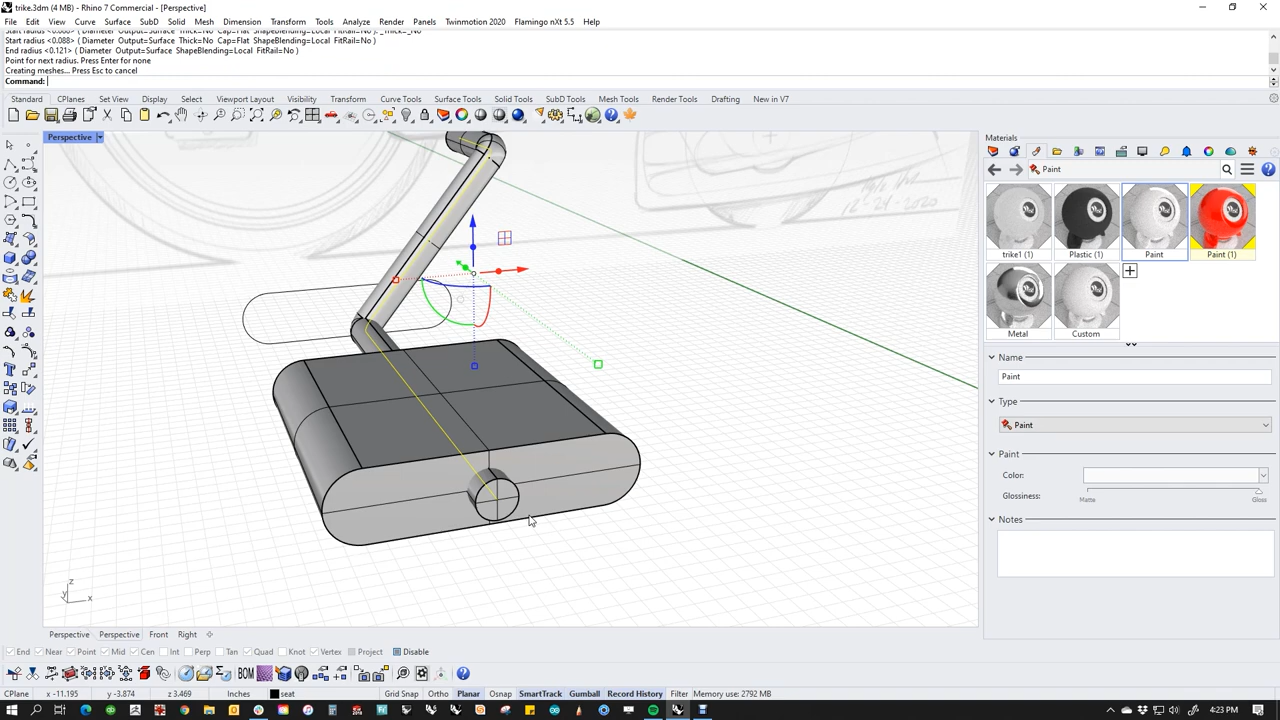 trike.3dm (4 MB) - Rhino 7 Commercial - [Perspective]
File Edit View Curve Surface SubD Solid Mesh Dimension Transform Tools Analyze Render Panels Twinmotion 2020 Flamingo nXt 5.5 Help
Start radius <0.088> ( Diameter Output=Surface Thick=No Cap=Flat ShapeBlending=Local FitRail=No )
End radius <0.121> ( Diameter Output=Surface ShapeBlending=Local FitRail=No )
Point for next radius. Press Enter for none
Creating meshes... Press Esc to cancel
Command:
Standard CPlanes Set View Display Select Viewport Layout Visibility Transform Curve Tools Surface Tools Solid Tools SubD Tools Mesh Tools Render Tools Drafting New in V7
Perspective
Materials
Paint
trike1 (1) Plastic (1) Paint Paint (1)
Metal Custom
Name
Paint
Type
Paint
Paint
Color:
Glossiness: Matte Gloss
Notes
12-24-2020
z
y x
Perspective Perspective Front Right
End Near Point Mid Cen Int Perp Tan Quad Knot Vertex Project Disable
BOM
CPlane x -11.195 y -3.874 z 3.469 Inches seat Grid Snap Ortho Planar Osnap SmartTrack Gumball Record History Filter Memory use: 2792 MB
4:23 PM